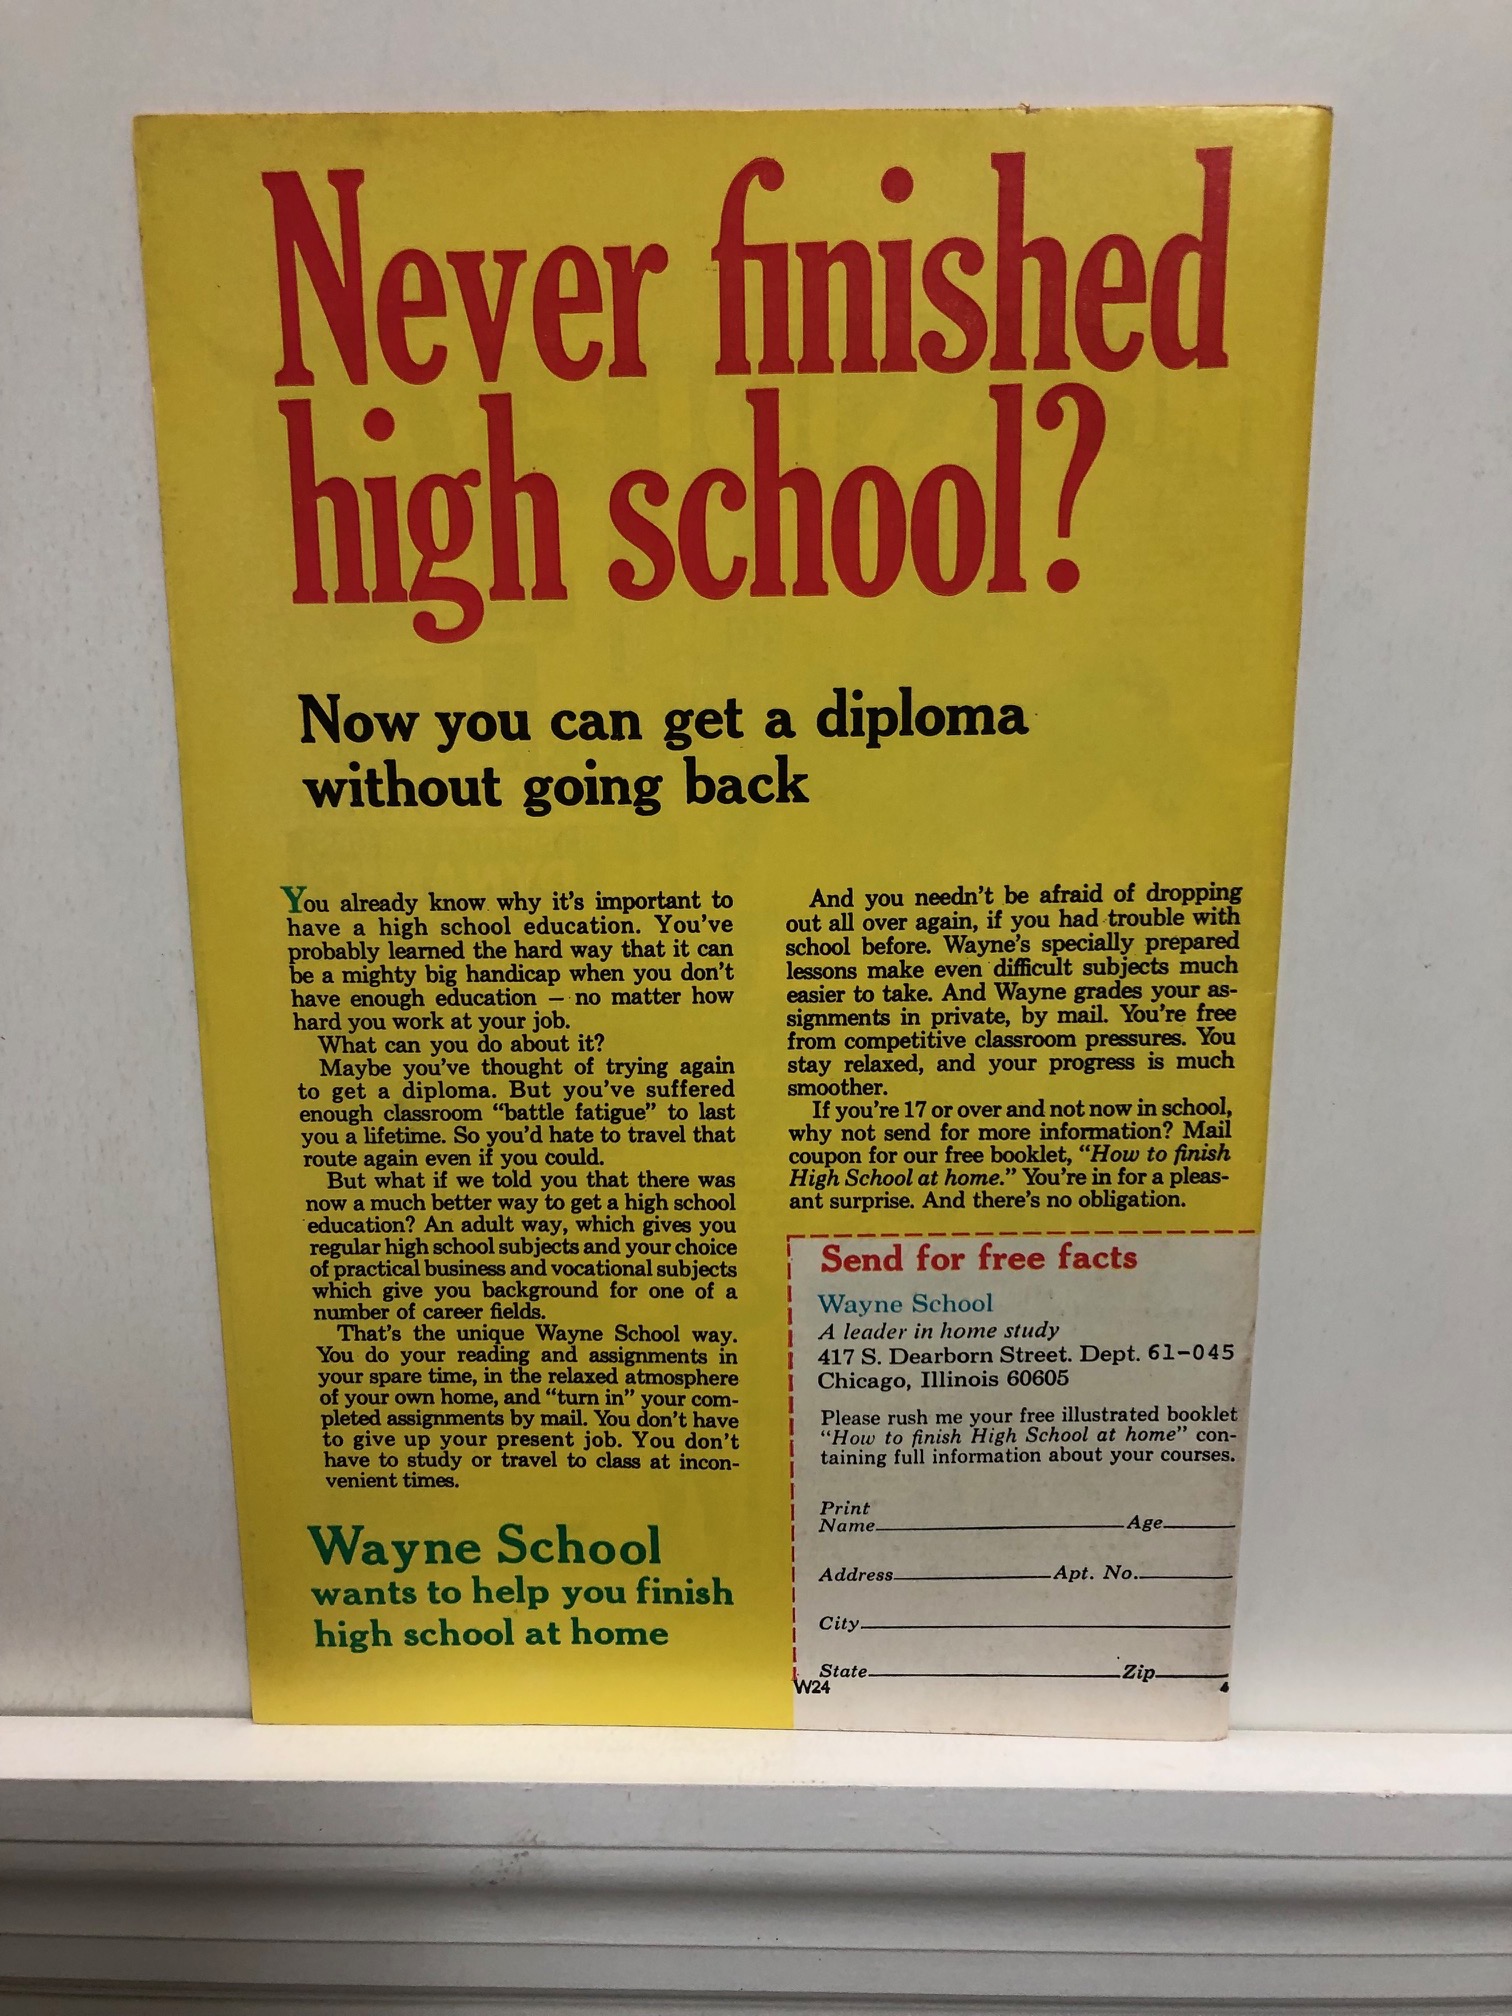 Never finished
high school?
Now you can get a diploma
without going back
You already know why it's important to
have a high school education. You've
probably learned the hard way that it can
be a mighty big handicap when you don't
have enough education — no matter how
hard you work at your job.
What can you do about it?
Maybe you've thought of trying again
to get a diploma. But you've suffered
enough classroom "battle fatigue" to last
you a lifetime. So you'd hate to travel that
route again even if you could.
But what if we told you that there was
now a much better way to get a high school
education? An adult way, which gives you
regular high school subjects and your choice
of practical business and vocational subjects
which give you background for one of a
number of career fields.
That's the unique Wayne School way.
You do your reading and assignments in
your spare time, in the relaxed atmosphere
of your own home, and "turn in" your com-
pleted assignments by mail. You don't have
to give up your present job. You don't
have to study or travel to class at incon-
venient times.
Wayne School
wants to help you finish
high school at home
And you needn't be afraid of dropping
out all over again, if you had trouble with
school before. Wayne's specially prepared
lessons make even difficult subjects much
easier to take. And Wayne grades your as-
signments in private, by mail. You're free
from competitive classroom pressures. You
stay relaxed, and your progress is much
smoother.
If you're 17 or over and not now in school,
why not send for more information? Mail
coupon for our free booklet, "How to finish
High School at home." You're in for a pleas-
ant surprise. And there's no obligation.
Send for free facts
Wayne School
A leader in home study
417 S. Dearborn Street. Dept. 61-045
Chicago, Illinois 60605
Please rush me your free illustrated booklet
"How to finish High School at home" con-
taining full information about your courses.
Print
Name Age
Address Apt. No.
City
State Zip
W24 4